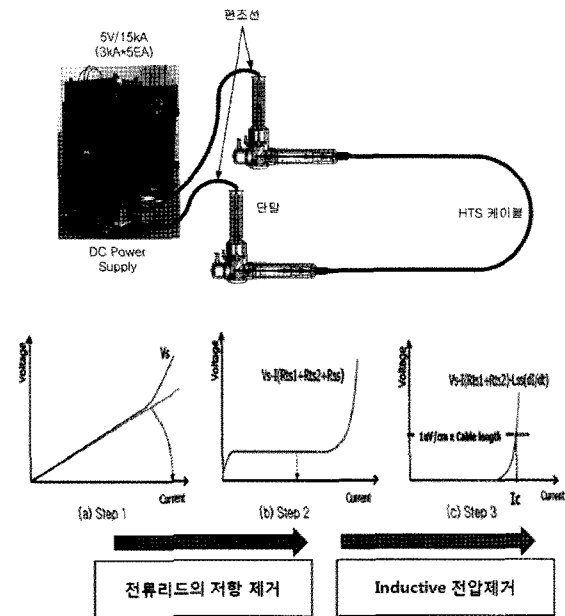 편조선
5V/15kA
(3kA*5EA)
단말
HTS 케이블
DC Power
Supply
Voltage
Vs
Current
(a) Step 1
Voltage
Vs-I(Rts1+Rts2+Rss)
Current
(b) Step 2
Voltage
Vs-I(Rts1+Rts2)-Lss(dI/dt)
1uV/cm x Cable length
Ic
Current
(c) Step 3
전류리드의 저항 제거
Inductive 전압제거